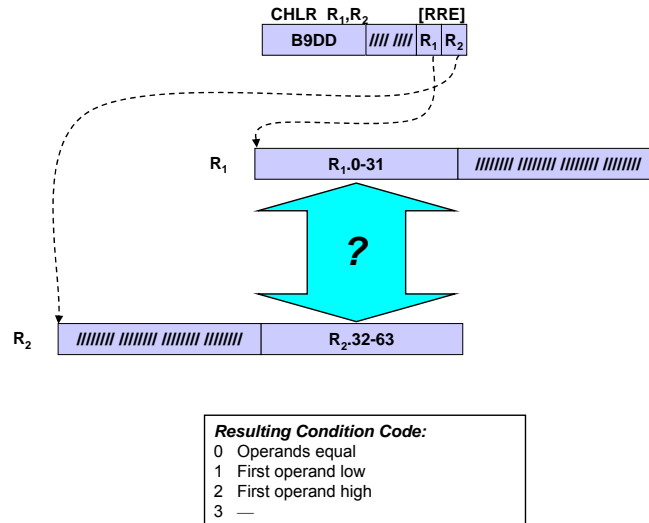 CHLR R₁,R₂ [RRE]
B9DD //// //// R₁ R₂
R₁ R₁.0-31 //////// //////// //////// ////////
?
R₂ //////// //////// //////// //////// R₂.32-63
Resulting Condition Code:
0 Operands equal
1 First operand low
2 First operand high
3 —